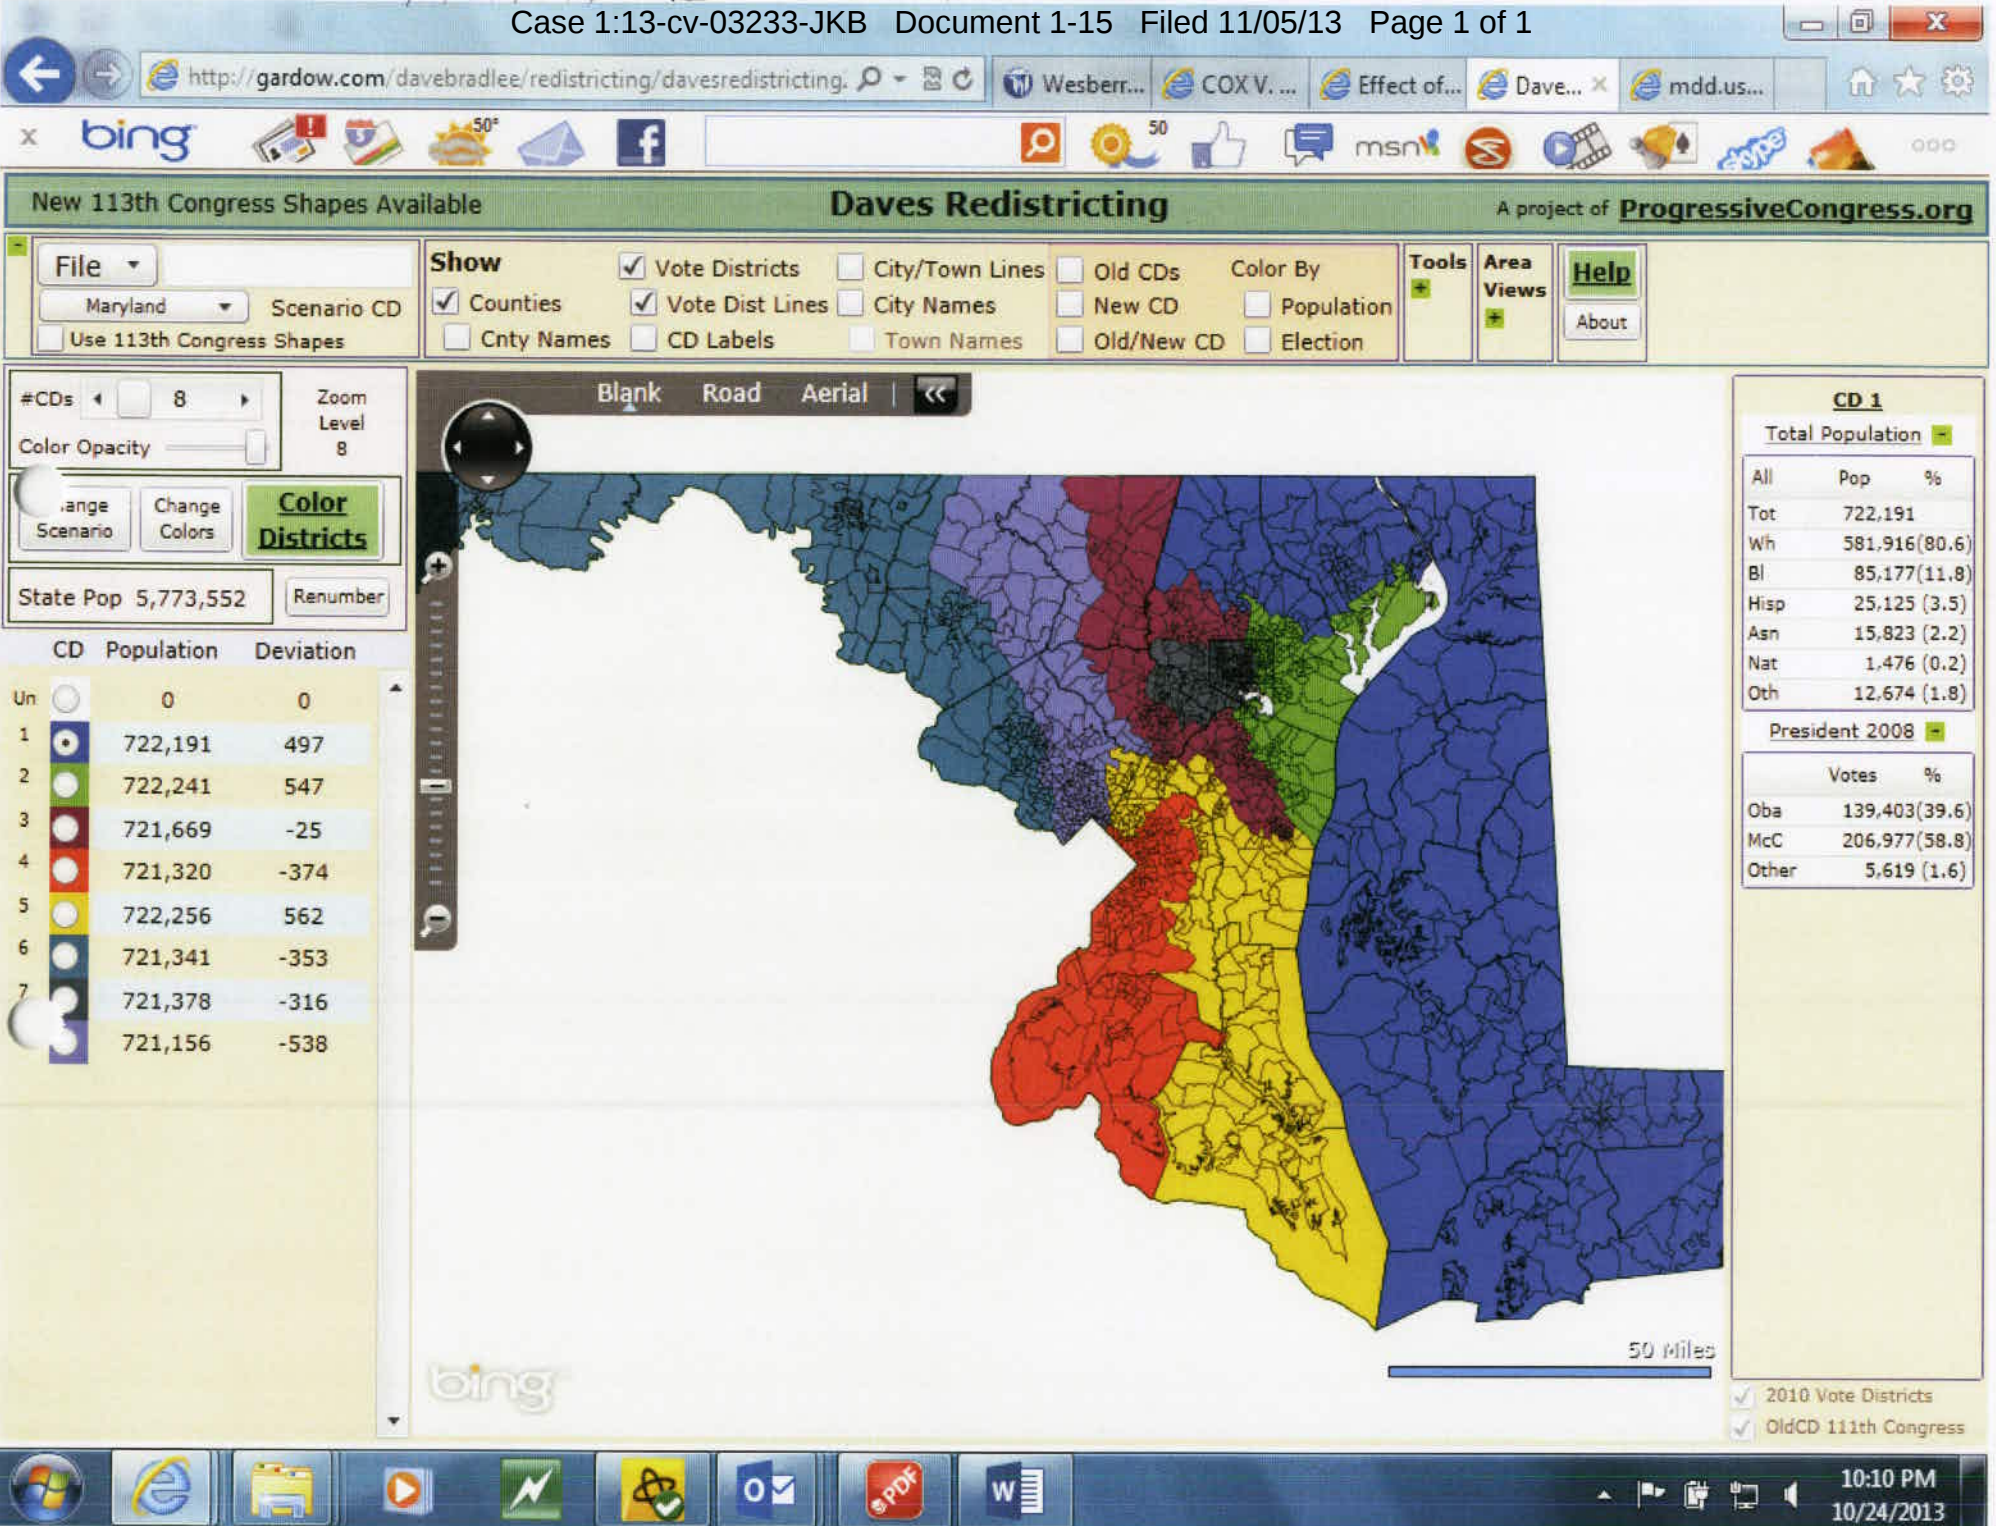 Case 1:13-cv-03233-JKB Document 1-15 Filed 11/05/13 Page 1 of 1
http://gardow.com/davebradlee/redistricting/davesredistricting.
Wesberr... COX V. ... Effect of... Dave... mdd.us...
bing 50° 50 msn skype
New 113th Congress Shapes Available Daves Redistricting A project of ProgressiveCongress.org
File
Maryland Scenario CD
Use 113th Congress Shapes
Show
Vote Districts City/Town Lines Old CDs Color By
Counties Vote Dist Lines City Names New CD Population
Cnty Names CD Labels Town Names Old/New CD Election
Tools
Area
Views
Help
About
#CDs 8
Color Opacity
Zoom
Level
8
ange
Scenario
Change
Colors
Color
Districts
State Pop 5,773,552 Renumber
CD Population Deviation
Un 0 0
1 722,191 497
2 722,241 547
3 721,669 -25
4 721,320 -374
5 722,256 562
6 721,341 -353
7 721,378 -316
721,156 -538
Blank Road Aerial
CD 1
Total Population
All Pop %
Tot 722,191
Wh 581,916(80.6)
Bl 85,177(11.8)
Hisp 25,125 (3.5)
Asn 15,823 (2.2)
Nat 1,476 (0.2)
Oth 12,674 (1.8)
President 2008
Votes %
Oba 139,403(39.6)
McC 206,977(58.8)
Other 5,619 (1.6)
50 Miles
bing
2010 Vote Districts
OldCD 111th Congress
PDF
10:10 PM
10/24/2013